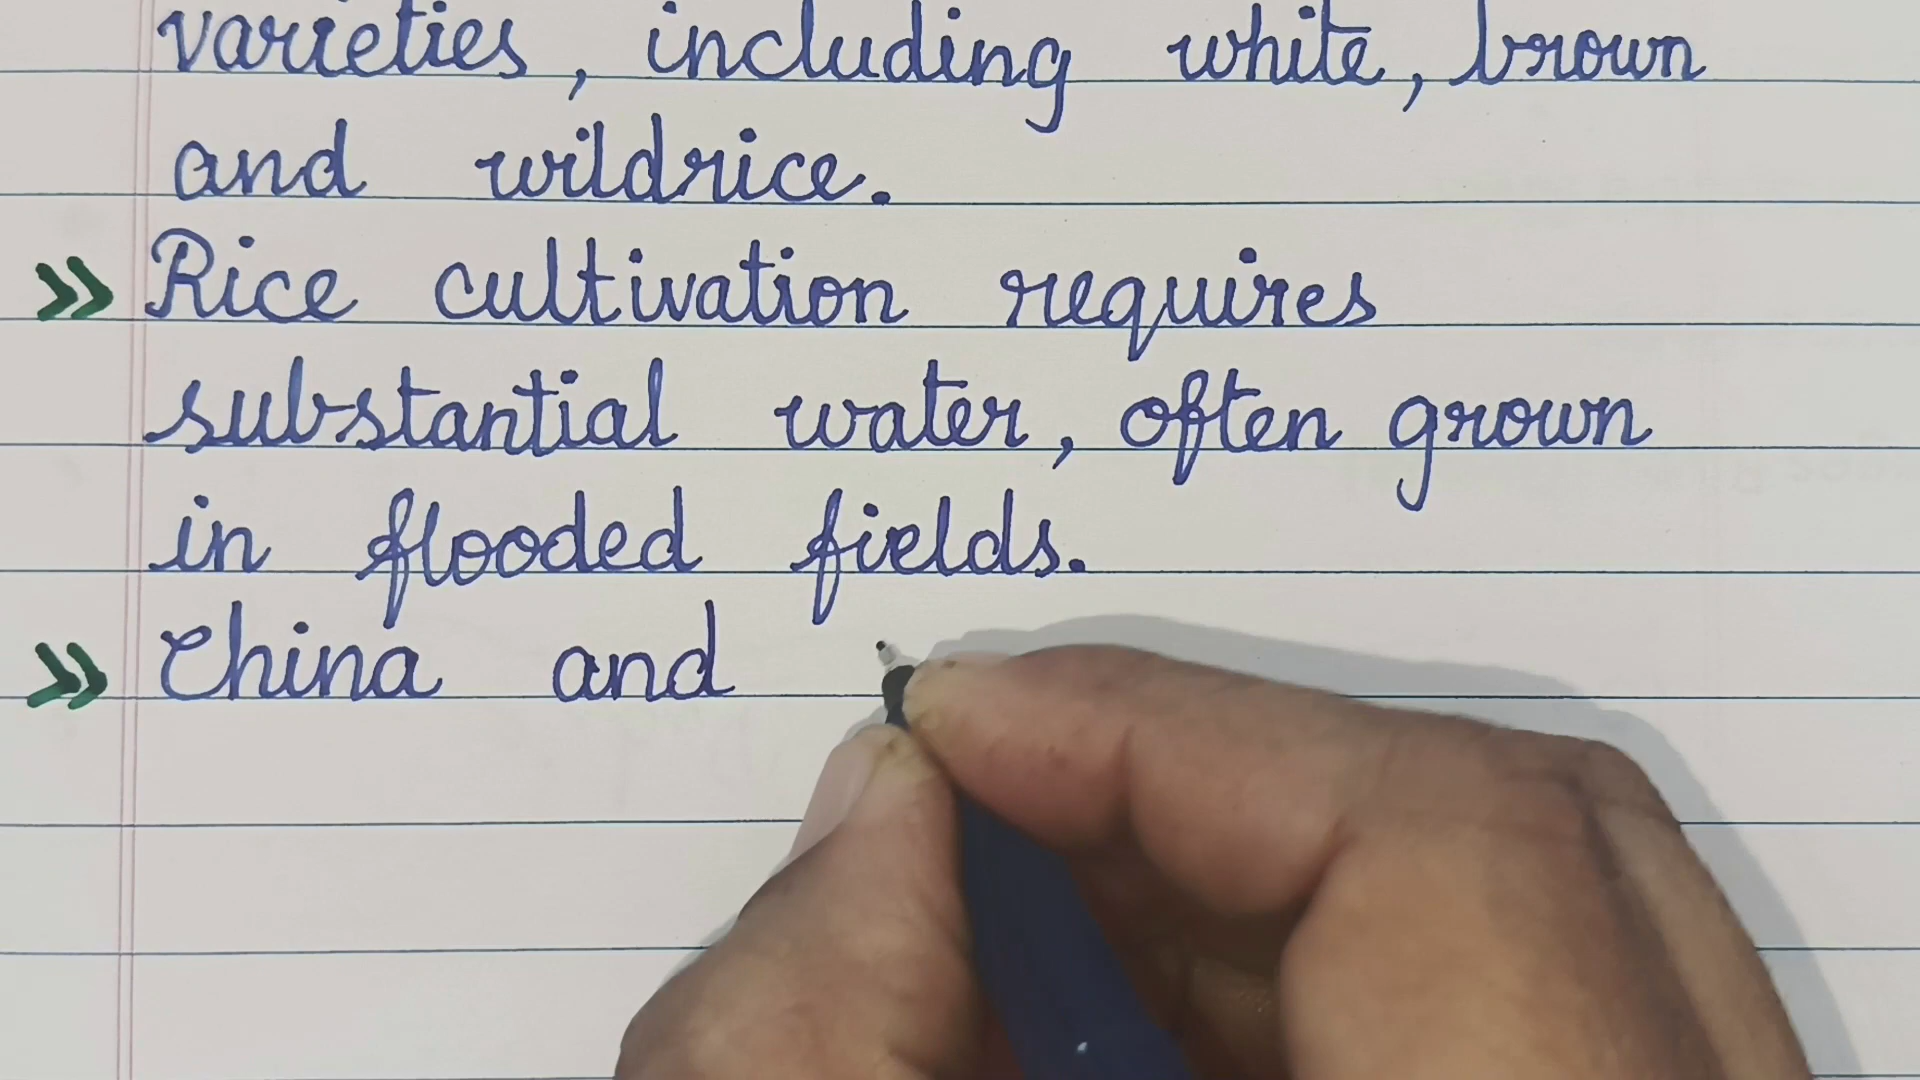 varieties, including white, brown
and wildrice.
» Rice cultivation requires
substantial water, often grown
in flooded fields.
» China and